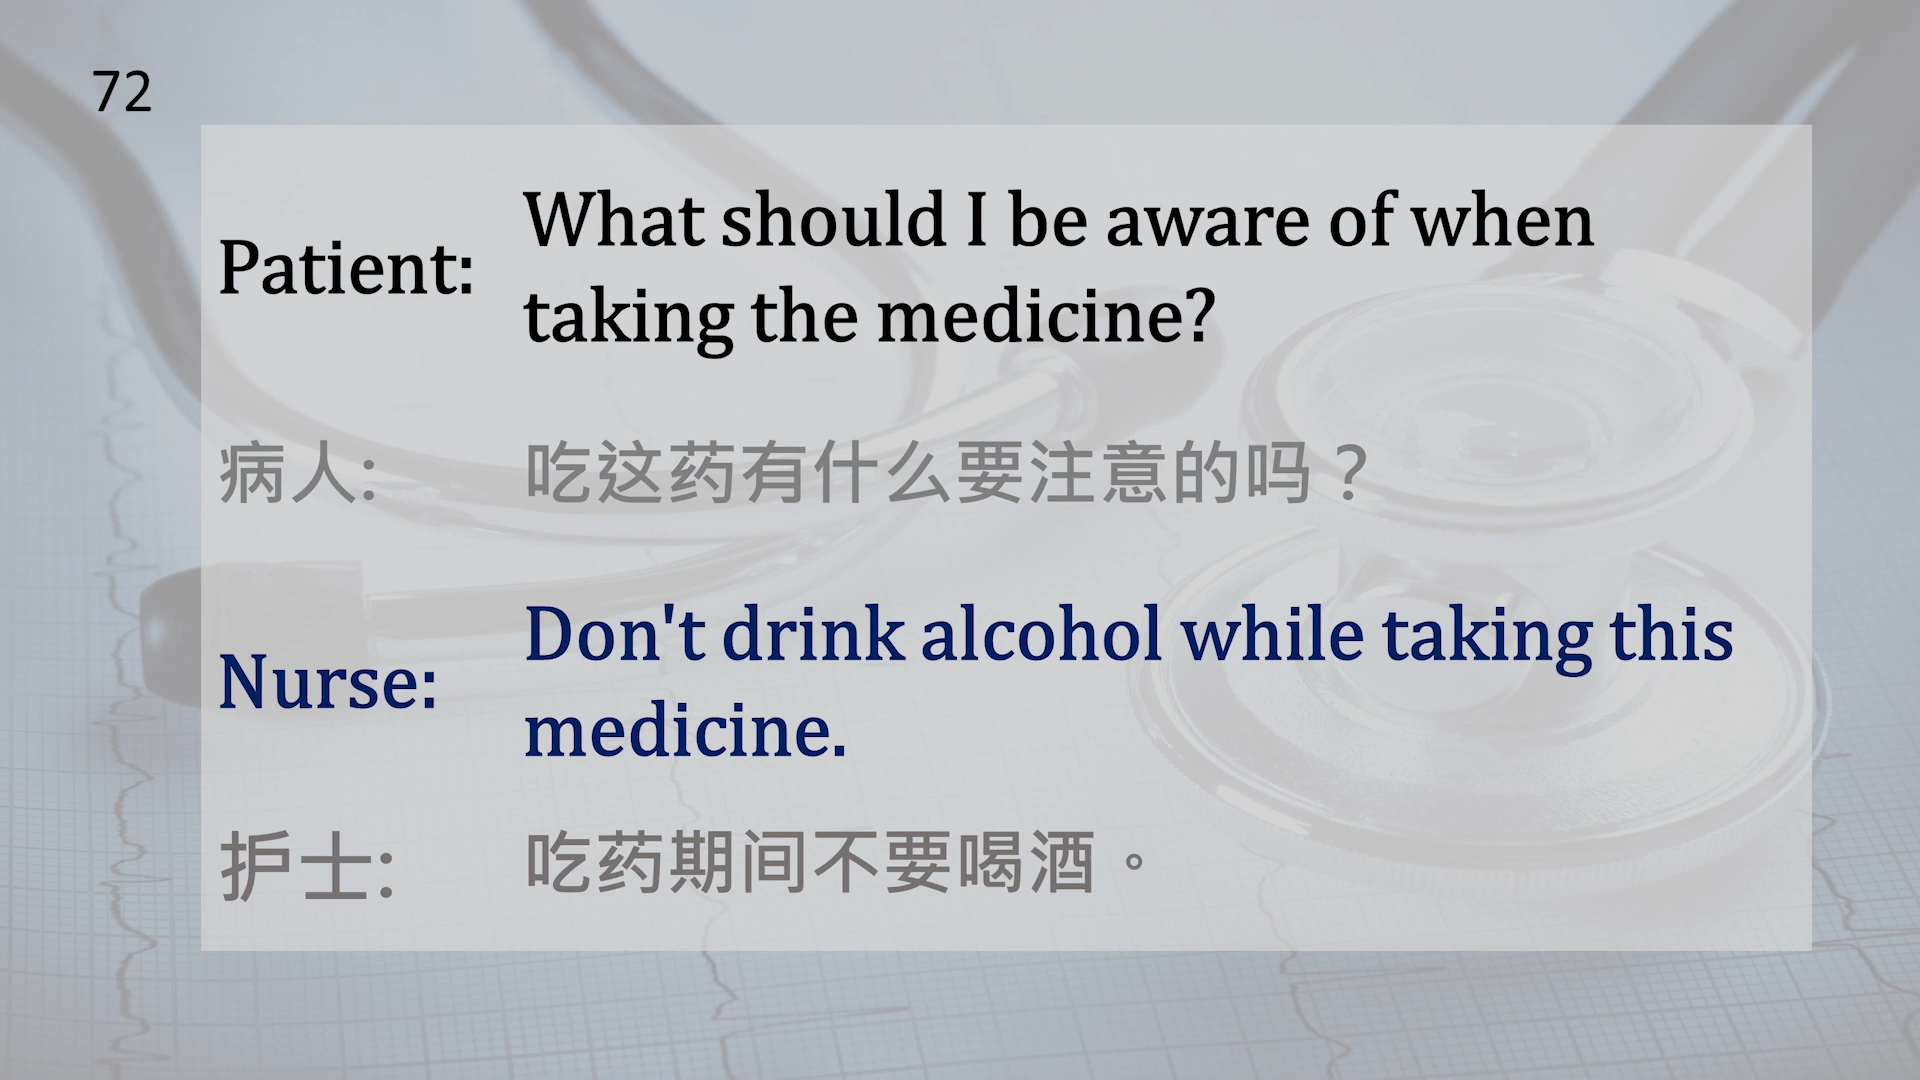 72
Patient: What should I be aware of when
taking the medicine?
病人: 吃这药有什么要注意的吗？
Nurse: Don't drink alcohol while taking this
medicine.
护士: 吃药期间不要喝酒。